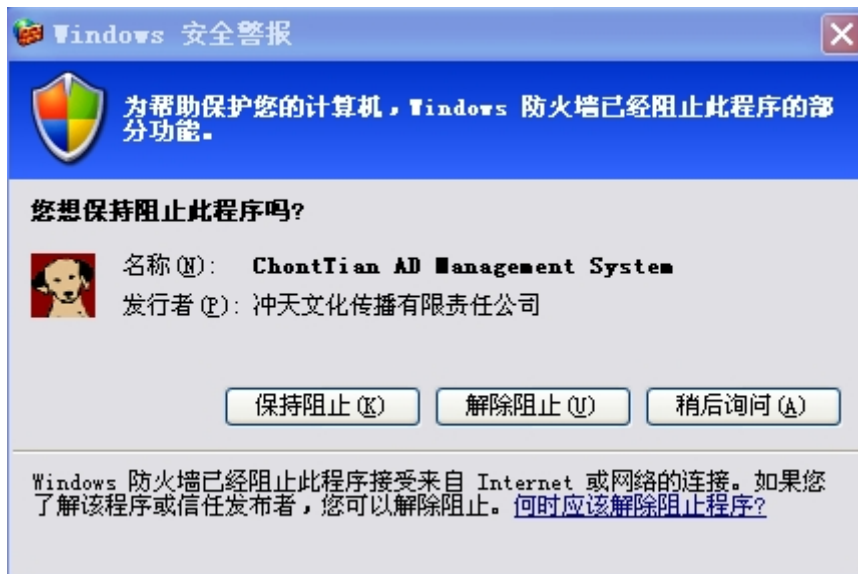 Windows 安全警报
为帮助保护您的计算机，Windows 防火墙已经阻止此程序的部
分功能。
您想保持阻止此程序吗?
名称(N)： ChontTian AD Management System
发行者(P)：冲天文化传播有限责任公司
保持阻止(K) 解除阻止(U) 稍后询问(A)
Windows 防火墙已经阻止此程序接受来自 Internet 或网络的连接。如果您
了解该程序或信任发布者，您可以解除阻止。何时应该解除阻止程序?